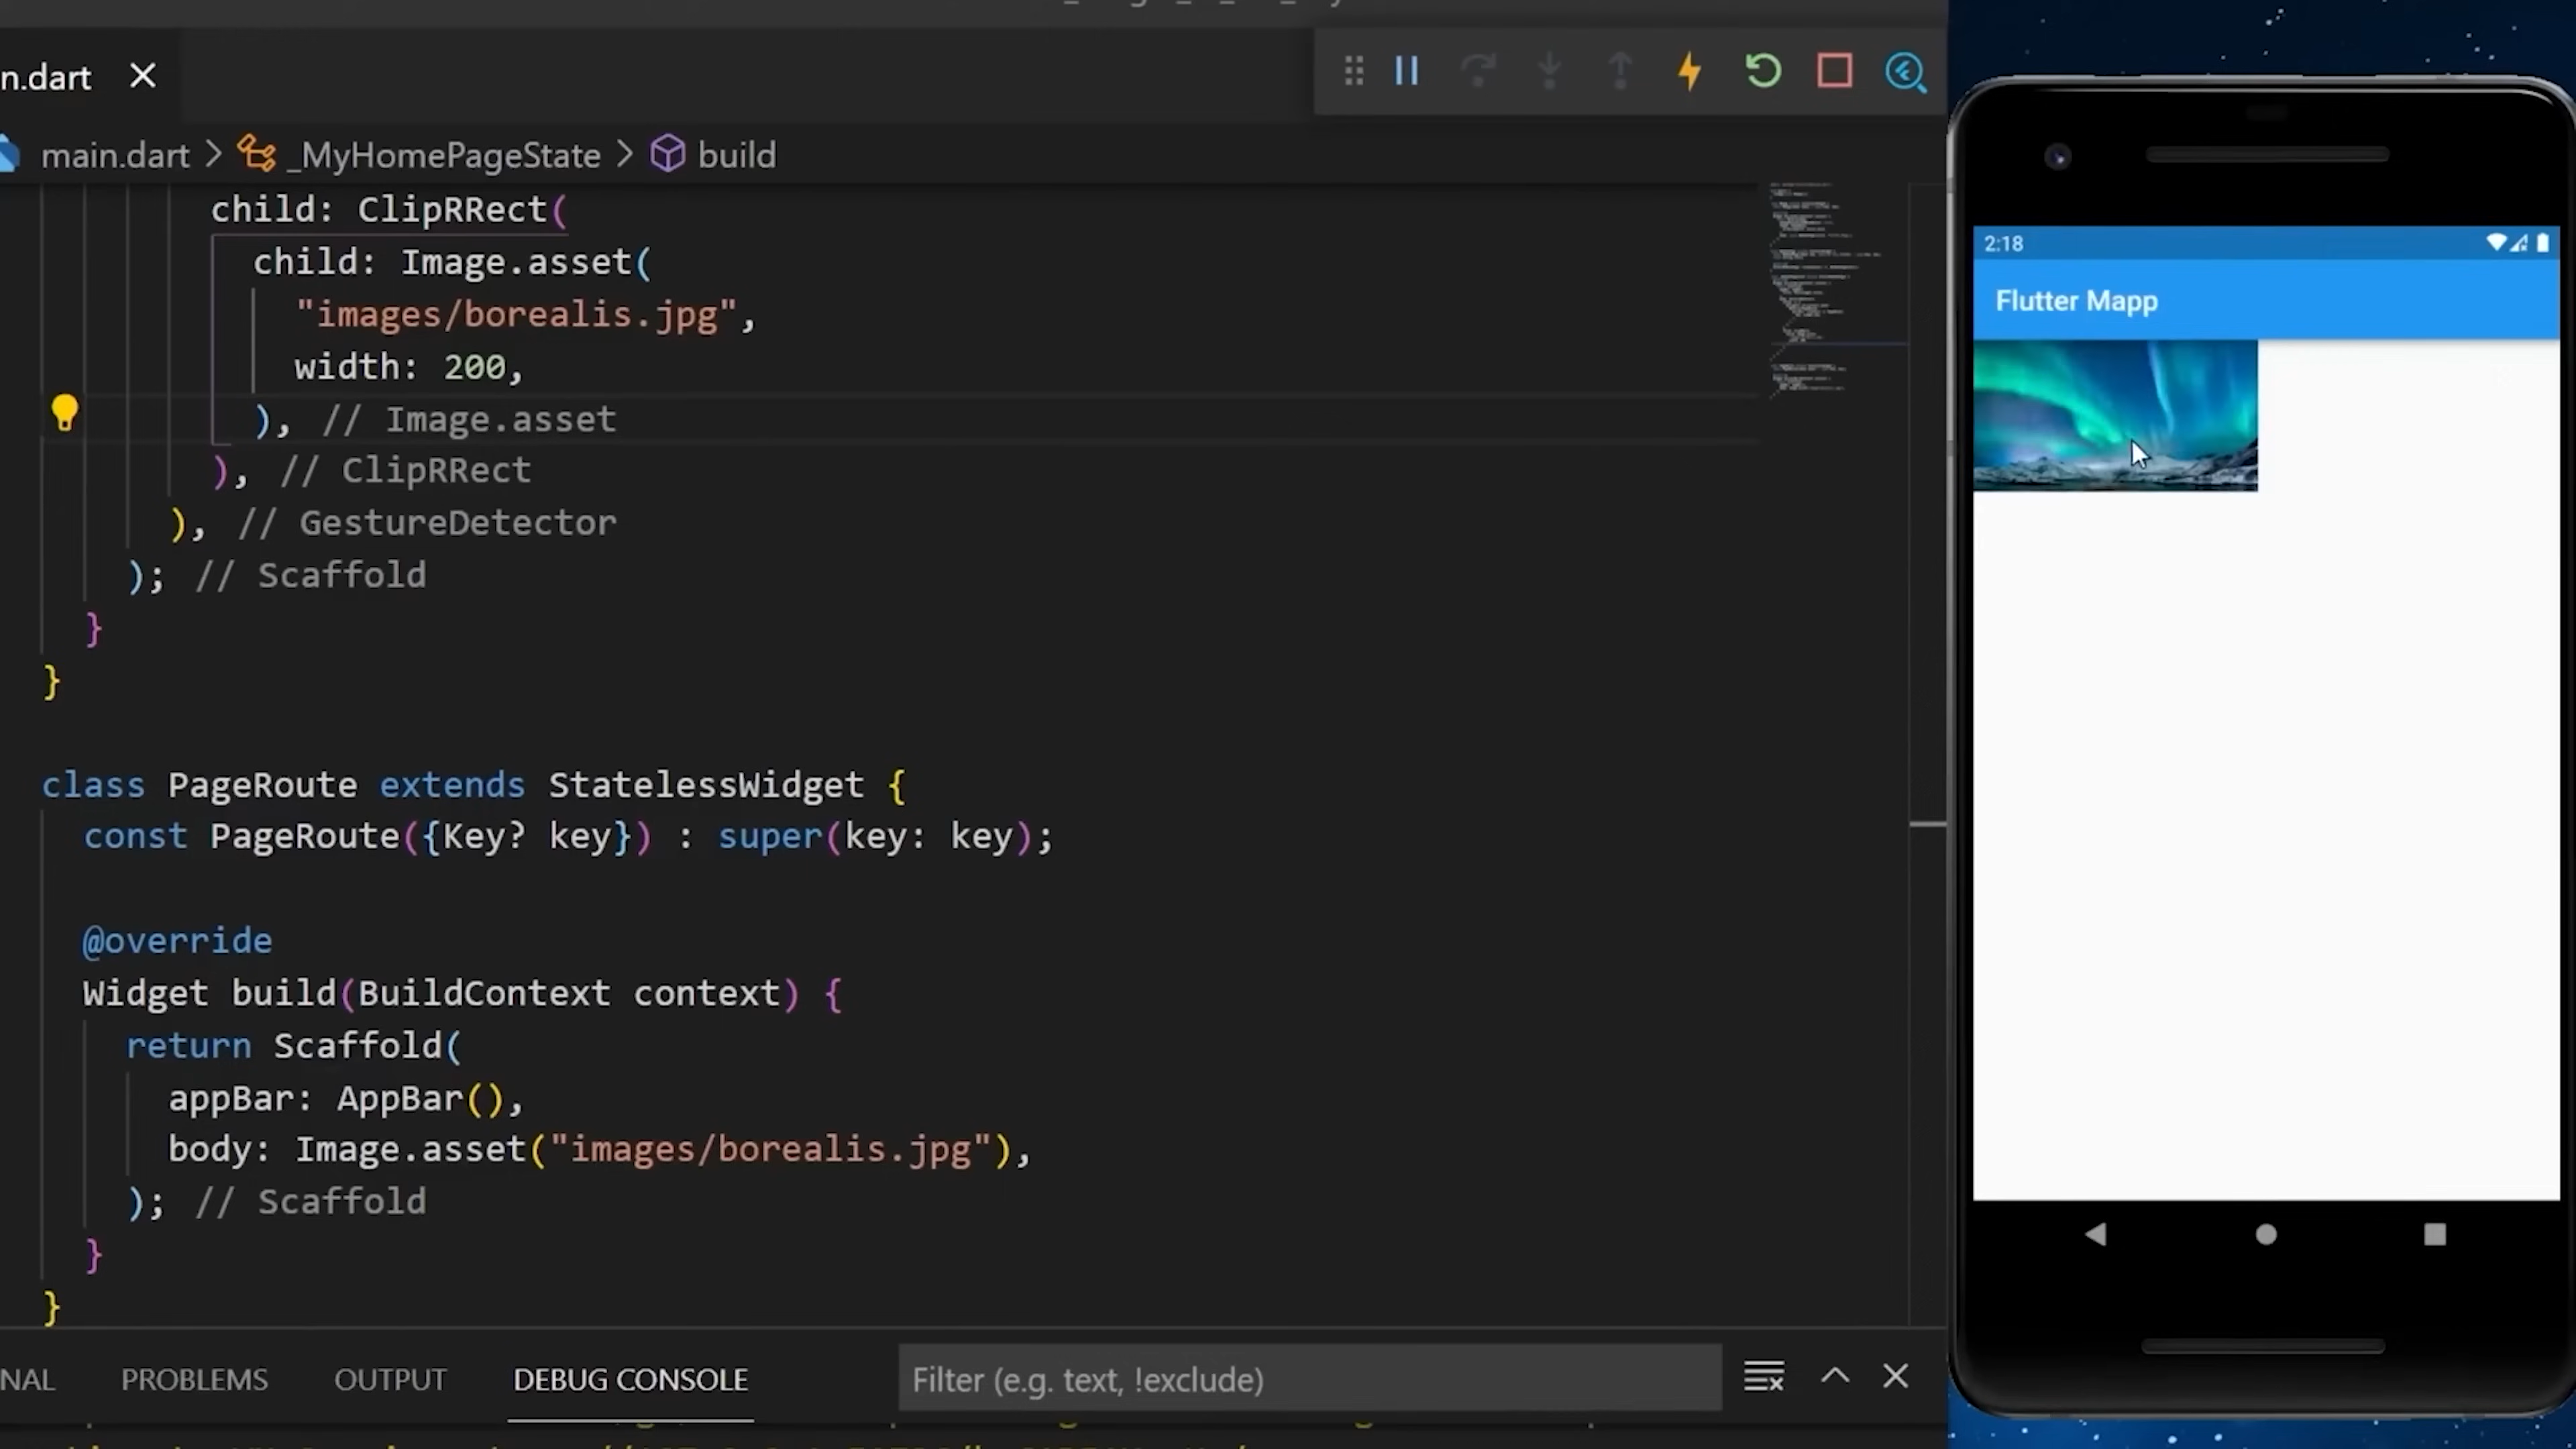 n.dart
main.dart > _MyHomePageState > build
child: ClipRRect(
child: Image.asset(
"images/borealis.jpg",
width: 200,
), // Image.asset
), // ClipRRect
), // GestureDetector
); // Scaffold
}
}
class PageRoute extends StatelessWidget {
const PageRoute({Key? key}) : super(key: key);
@override
Widget build(BuildContext context) {
return Scaffold(
appBar: AppBar(),
body: Image.asset("images/borealis.jpg"),
); // Scaffold
}
}
NAL PROBLEMS OUTPUT DEBUG CONSOLE Filter (e.g. text, !exclude)
2:18
Flutter Mapp